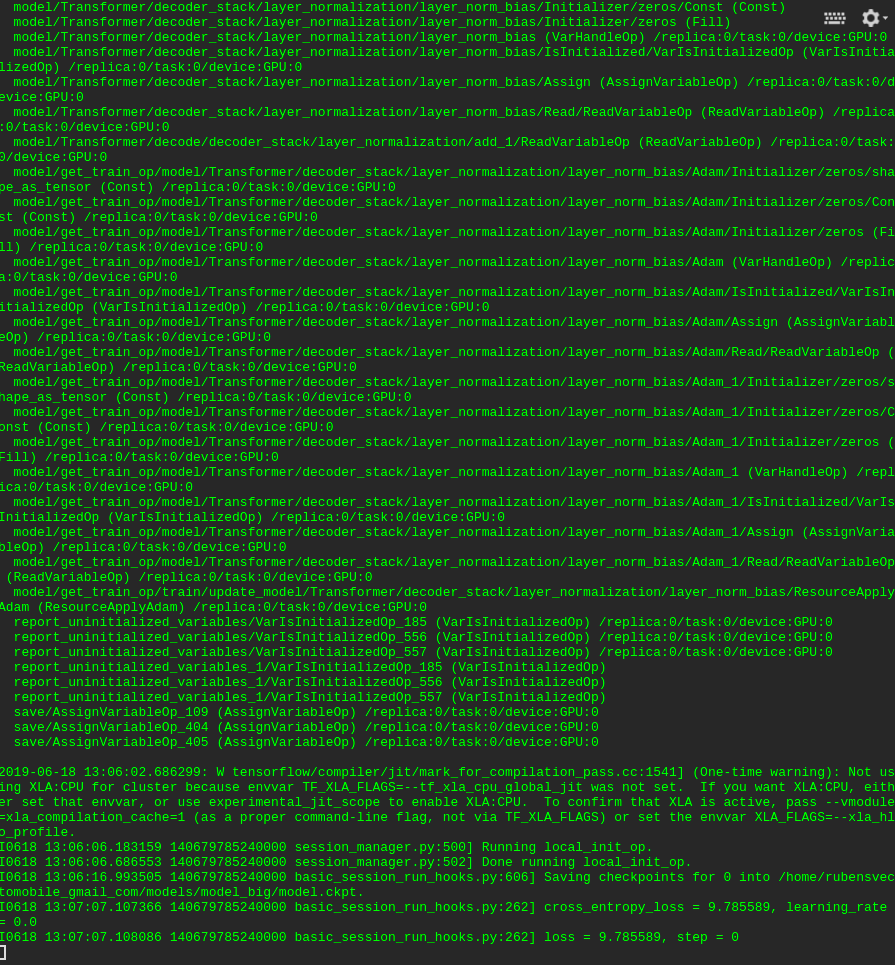 model/Transformer/decoder_stack/layer_normalization/layer_norm_bias/Initializer/zeros/Const (Const)
model/Transformer/decoder_stack/layer_normalization/layer_norm_bias/Initializer/zeros (Fill)
model/Transformer/decoder_stack/layer_normalization/layer_norm_bias (VarHandleOp) /replica:0/task:0/device:GPU:0
model/Transformer/decoder_stack/layer_normalization/layer_norm_bias/IsInitialized/VarIsInitializedOp (VarIsInitia
lizedOp) /replica:0/task:0/device:GPU:0
model/Transformer/decoder_stack/layer_normalization/layer_norm_bias/Assign (AssignVariableOp) /replica:0/task:0/d
evice:GPU:0
model/Transformer/decoder_stack/layer_normalization/layer_norm_bias/Read/ReadVariableOp (ReadVariableOp) /replica
:0/task:0/device:GPU:0
model/Transformer/decode/decoder_stack/layer_normalization/add_1/ReadVariableOp (ReadVariableOp) /replica:0/task:
0/device:GPU:0
model/get_train_op/model/Transformer/decoder_stack/layer_normalization/layer_norm_bias/Adam/Initializer/zeros/sha
pe_as_tensor (Const) /replica:0/task:0/device:GPU:0
model/get_train_op/model/Transformer/decoder_stack/layer_normalization/layer_norm_bias/Adam/Initializer/zeros/Con
st (Const) /replica:0/task:0/device:GPU:0
model/get_train_op/model/Transformer/decoder_stack/layer_normalization/layer_norm_bias/Adam/Initializer/zeros (Fi
ll) /replica:0/task:0/device:GPU:0
model/get_train_op/model/Transformer/decoder_stack/layer_normalization/layer_norm_bias/Adam (VarHandleOp) /replic
a:0/task:0/device:GPU:0
model/get_train_op/model/Transformer/decoder_stack/layer_normalization/layer_norm_bias/Adam/IsInitialized/VarIsIn
itializedOp (VarIsInitializedOp) /replica:0/task:0/device:GPU:0
model/get_train_op/model/Transformer/decoder_stack/layer_normalization/layer_norm_bias/Adam/Assign (AssignVariabl
eOp) /replica:0/task:0/device:GPU:0
model/get_train_op/model/Transformer/decoder_stack/layer_normalization/layer_norm_bias/Adam/Read/ReadVariableOp (
ReadVariableOp) /replica:0/task:0/device:GPU:0
model/get_train_op/model/Transformer/decoder_stack/layer_normalization/layer_norm_bias/Adam_1/Initializer/zeros/s
hape_as_tensor (Const) /replica:0/task:0/device:GPU:0
model/get_train_op/model/Transformer/decoder_stack/layer_normalization/layer_norm_bias/Adam_1/Initializer/zeros/C
onst (Const) /replica:0/task:0/device:GPU:0
model/get_train_op/model/Transformer/decoder_stack/layer_normalization/layer_norm_bias/Adam_1/Initializer/zeros (
Fill) /replica:0/task:0/device:GPU:0
model/get_train_op/model/Transformer/decoder_stack/layer_normalization/layer_norm_bias/Adam_1 (VarHandleOp) /repl
ica:0/task:0/device:GPU:0
model/get_train_op/model/Transformer/decoder_stack/layer_normalization/layer_norm_bias/Adam_1/IsInitialized/VarIs
InitializedOp (VarIsInitializedOp) /replica:0/task:0/device:GPU:0
model/get_train_op/model/Transformer/decoder_stack/layer_normalization/layer_norm_bias/Adam_1/Assign (AssignVaria
bleOp) /replica:0/task:0/device:GPU:0
model/get_train_op/model/Transformer/decoder_stack/layer_normalization/layer_norm_bias/Adam_1/Read/ReadVariableOp
(ReadVariableOp) /replica:0/task:0/device:GPU:0
model/get_train_op/train/update_model/Transformer/decoder_stack/layer_normalization/layer_norm_bias/ResourceApply
Adam (ResourceApplyAdam) /replica:0/task:0/device:GPU:0
report_uninitialized_variables/VarIsInitializedOp_185 (VarIsInitializedOp) /replica:0/task:0/device:GPU:0
report_uninitialized_variables/VarIsInitializedOp_556 (VarIsInitializedOp) /replica:0/task:0/device:GPU:0
report_uninitialized_variables/VarIsInitializedOp_557 (VarIsInitializedOp) /replica:0/task:0/device:GPU:0
report_uninitialized_variables_1/VarIsInitializedOp_185 (VarIsInitializedOp)
report_uninitialized_variables_1/VarIsInitializedOp_556 (VarIsInitializedOp)
report_uninitialized_variables_1/VarIsInitializedOp_557 (VarIsInitializedOp)
save/AssignVariableOp_109 (AssignVariableOp) /replica:0/task:0/device:GPU:0
save/AssignVariableOp_404 (AssignVariableOp) /replica:0/task:0/device:GPU:0
save/AssignVariableOp_405 (AssignVariableOp) /replica:0/task:0/device:GPU:0
2019-06-18 13:06:02.686299: W tensorflow/compiler/jit/mark_for_compilation_pass.cc:1541] (One-time warning): Not us
ing XLA:CPU for cluster because envvar TF_XLA_FLAGS=--tf_xla_cpu_global_jit was not set.  If you want XLA:CPU, eith
er set that envvar, or use experimental_jit_scope to enable XLA:CPU.  To confirm that XLA is active, pass --vmodule
=xla_compilation_cache=1 (as a proper command-line flag, not via TF_XLA_FLAGS) or set the envvar XLA_FLAGS=--xla_hl
o_profile.
I0618 13:06:06.183159 140679785240000 session_manager.py:500] Running local_init_op.
I0618 13:06:06.686553 140679785240000 session_manager.py:502] Done running local_init_op.
I0618 13:06:16.993505 140679785240000 basic_session_run_hooks.py:606] Saving checkpoints for 0 into /home/rubensvec
tomobile_gmail_com/models/model_big/model.ckpt.
I0618 13:07:07.107366 140679785240000 basic_session_run_hooks.py:262] cross_entropy_loss = 9.785589, learning_rate
= 0.0
I0618 13:07:07.108086 140679785240000 basic_session_run_hooks.py:262] loss = 9.785589, step = 0